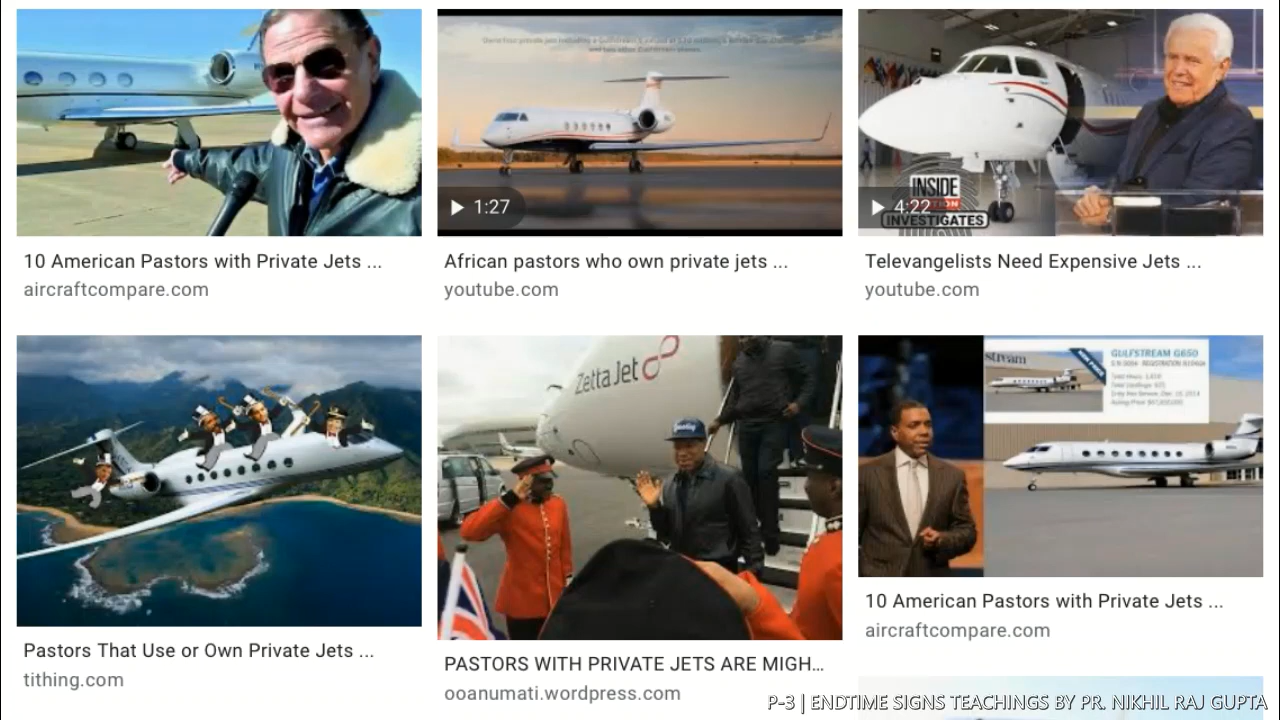 INSIDE
INVESTIGATES
1:27
4:22
10 American Pastors with Private Jets ...
aircraftcompare.com
African pastors who own private jets ...
youtube.com
Televangelists Need Expensive Jets ...
youtube.com
Zetta Jet
GULFSTREAM G650
Pastors That Use or Own Private Jets ...
tithing.com
PASTORS WITH PRIVATE JETS ARE MIGH...
ooanumati.wordpress.com
10 American Pastors with Private Jets ...
aircraftcompare.com
P-3 | ENDTIME SIGNS TEACHINGS BY PR. NIKHIL RAJ GUPTA